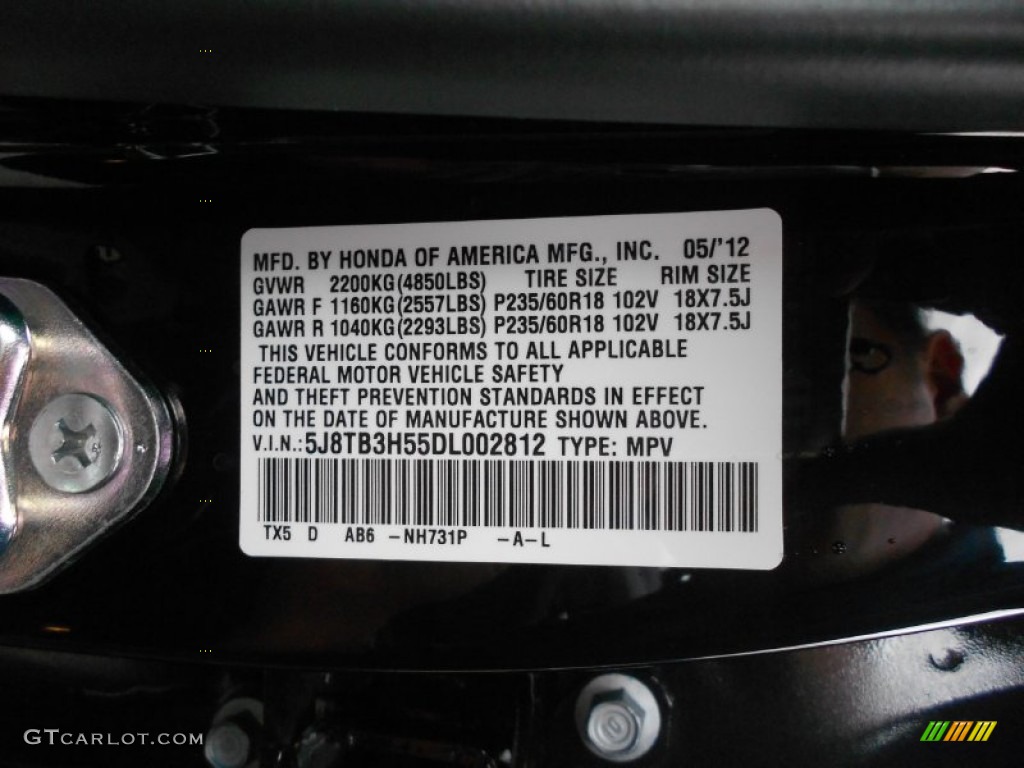 MFD. BY HONDA OF AMERICA MFG., INC. 05/'12
GVWR 2200KG(4850LBS) TIRE SIZE RIM SIZE
GAWR F 1160KG(2557LBS) P235/60R18 102V 18X7.5J
GAWR R 1040KG(2293LBS) P235/60R18 102V 18X7.5J
THIS VEHICLE CONFORMS TO ALL APPLICABLE
FEDERAL MOTOR VEHICLE SAFETY
AND THEFT PREVENTION STANDARDS IN EFFECT
ON THE DATE OF MANUFACTURE SHOWN ABOVE.
V.I.N.:5J8TB3H55DL002812 TYPE: MPV
TX5 D AB6 -NH731P -A-L
GTCARLOT.COM